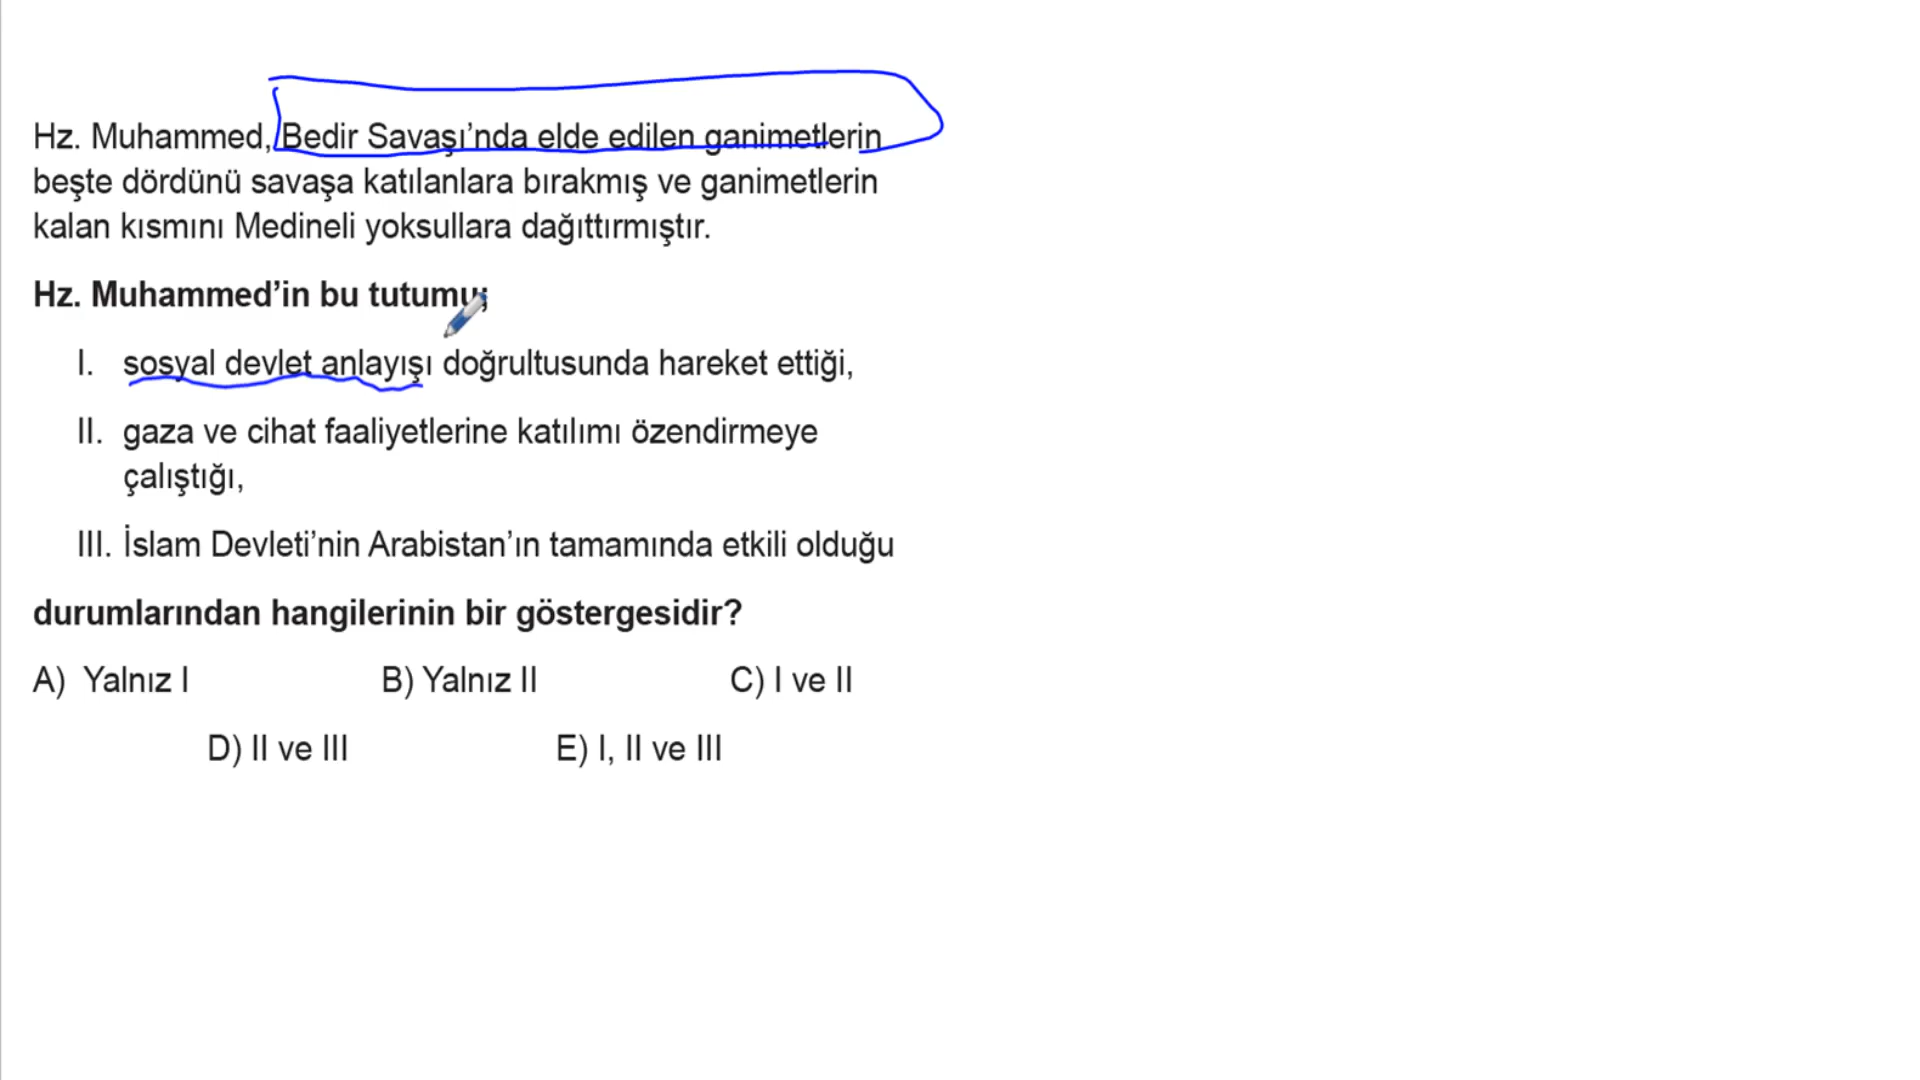 Hz. Muhammed, Bedir Savaşı’nda elde edilen ganimetlerin
beşte dördünü savaşa katılanlara bırakmış ve ganimetlerin
kalan kısmını Medineli yoksullara dağıttırmıştır.
Hz. Muhammed’in bu tutumu;
I. sosyal devlet anlayışı doğrultusunda hareket ettiği,
II. gaza ve cihat faaliyetlerine katılımı özendirmeye
çalıştığı,
III. İslam Devleti’nin Arabistan’ın tamamında etkili olduğu
durumlarından hangilerinin bir göstergesidir?
A) Yalnız I B) Yalnız II C) I ve II
D) II ve III E) I, II ve III